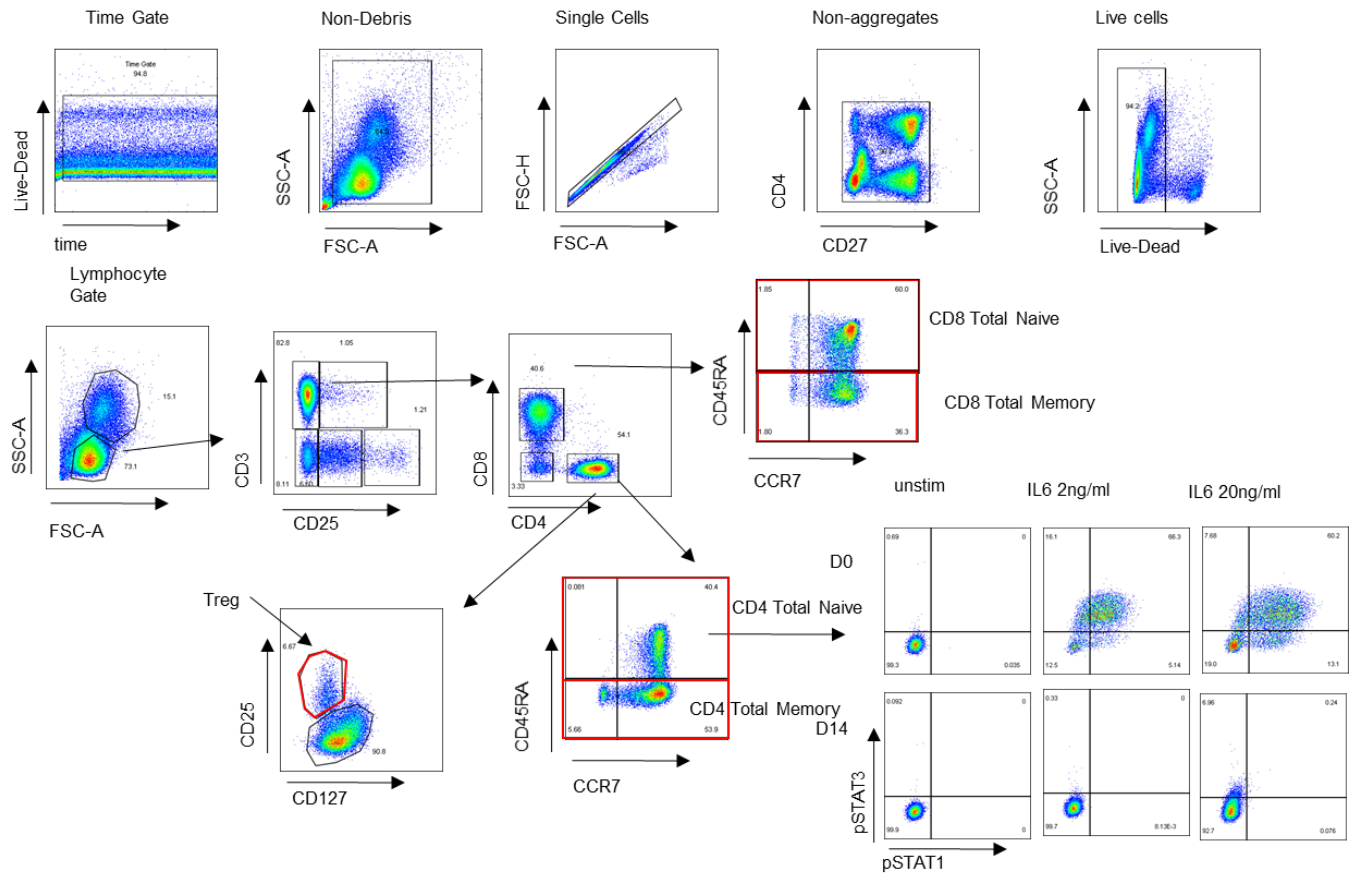 Time Gate
Non-Debris
Single Cells
Non-aggregates
Live cells
Time Gate
94.8
94.2
Live-Dead
SSC-A
FSC-H
CD4
SSC-A
time
FSC-A
FSC-A
CD27
Live-Dead
Lymphocyte
Gate
15.1
73.1
SSC-A
FSC-A
82.8
1.05
1.21
8.11
CD3
CD25
40.6
54.1
3.33
CD8
CD4
1.85
60.0
1.80
36.3
CD45RA
CCR7
CD8 Total Naive
CD8 Total Memory
unstim
IL6 2ng/ml
IL6 20ng/ml
D0
0.69
0
99.3
0.035
16.1
66.3
12.5
5.14
7.68
60.2
19.0
13.1
Treg
6.67
90.8
CD25
CD127
0.081
40.4
5.66
53.9
CD45RA
CCR7
CD4 Total Naive
CD4 Total Memory
D14
0.092
0
99.9
0
0.33
0
99.7
8.13E-3
6.96
0.24
92.7
0.076
pSTAT3
pSTAT1